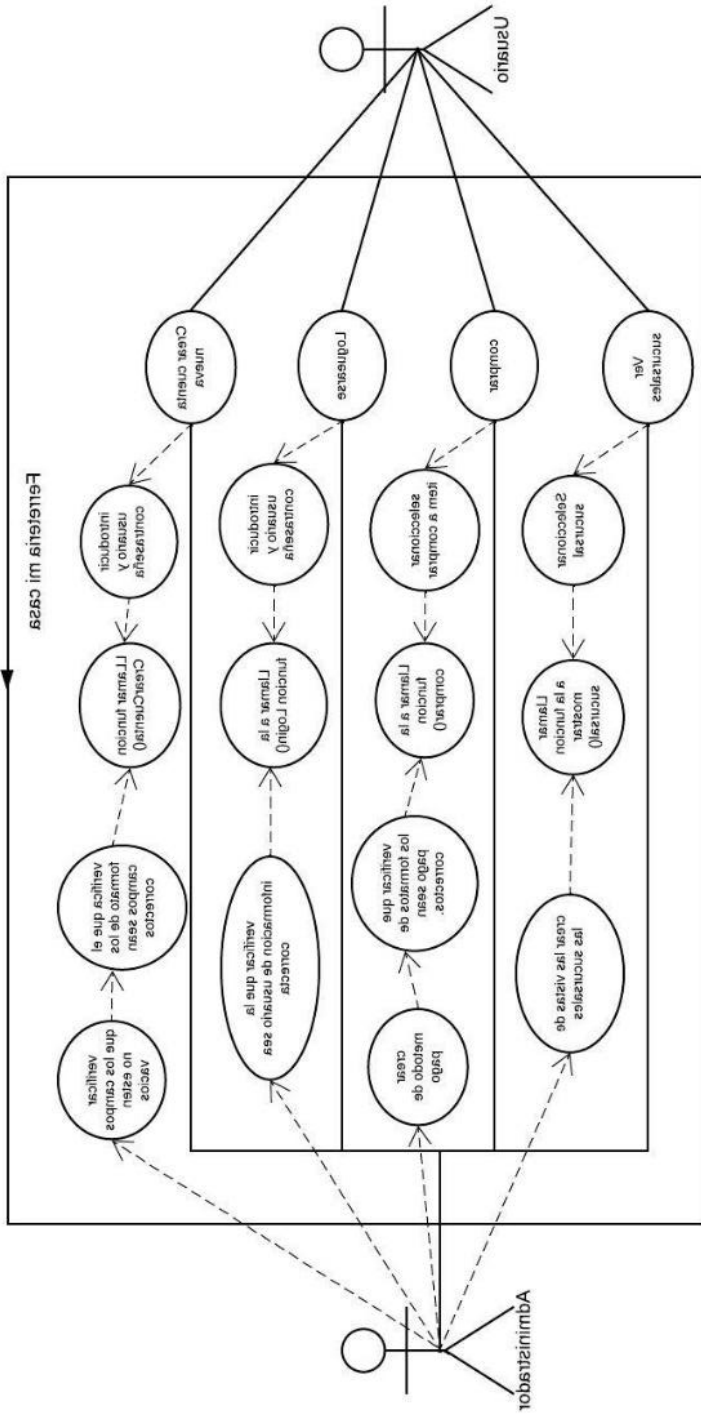 Usuario
Ferreteria mi casa
Crear cuenta
nueva
introducir
usuario y
contraseña
Llamar funcion
CrearCuenta()
verificar que el
formato de los
campos sean
correctos
verificar
que los campos
no esten
vacios
Loguearse
introducir
usuario y
contraseña
Llamar a la
funcion Login()
verificar que la
informacion de usuario sea
correcta
comprar
seleccionar
item a comprar
Llamar a la
funcion
comprar()
verificar que
los formatos de
pago sean
correctos.
crear
metodo de
pago
Ver
sucursales
Seleccionar
sucursal
Llamar
a la funcion
mostrar
sucursal()
crear las vistas de
las sucursales
Administrador